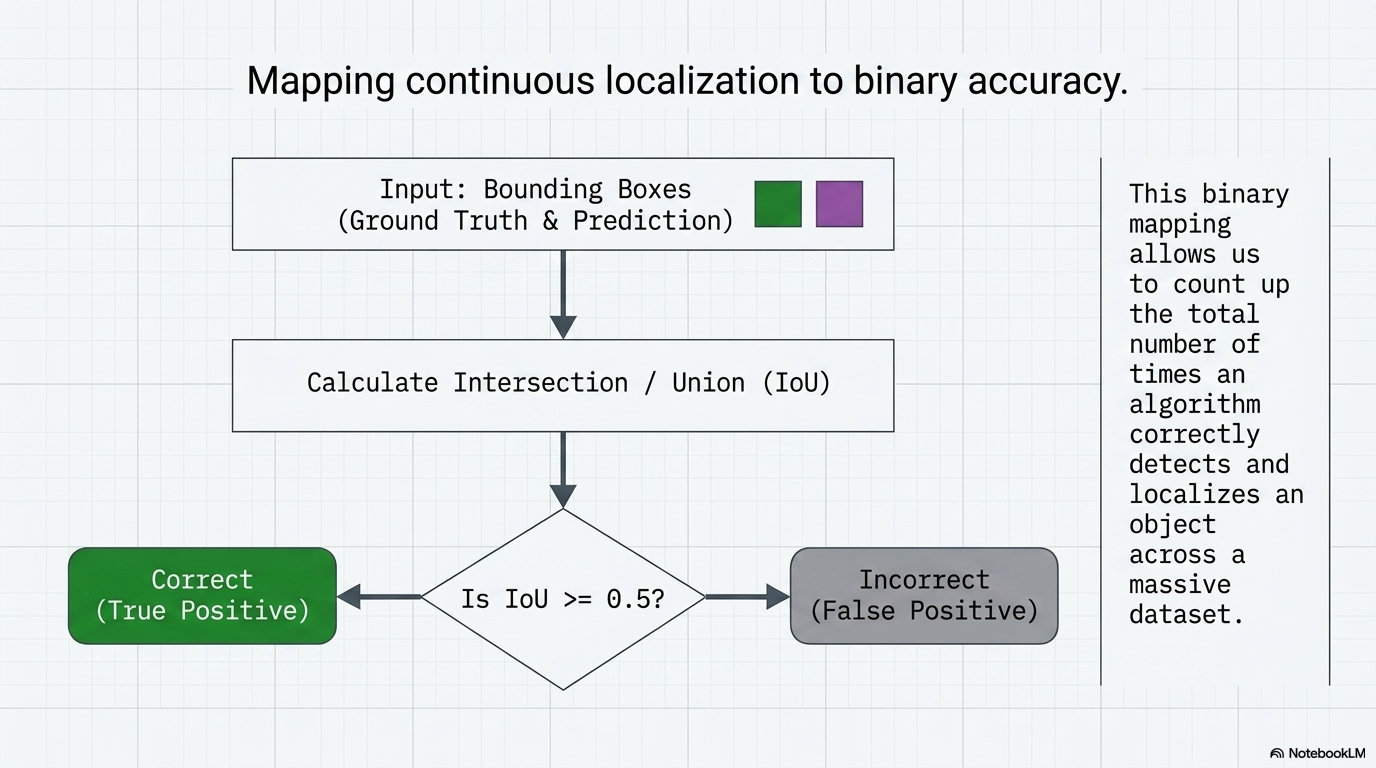 Mapping continuous localization to binary accuracy.
Input: Bounding Boxes
(Ground Truth & Prediction)
Calculate Intersection / Union (IoU)
Is IoU >= 0.5?
Correct
(True Positive)
Incorrect
(False Positive)
This binary
mapping
allows us
to count up
the total
number of
times an
algorithm
correctly
detects and
localizes an
object
across a
massive
dataset.
NotebookLM